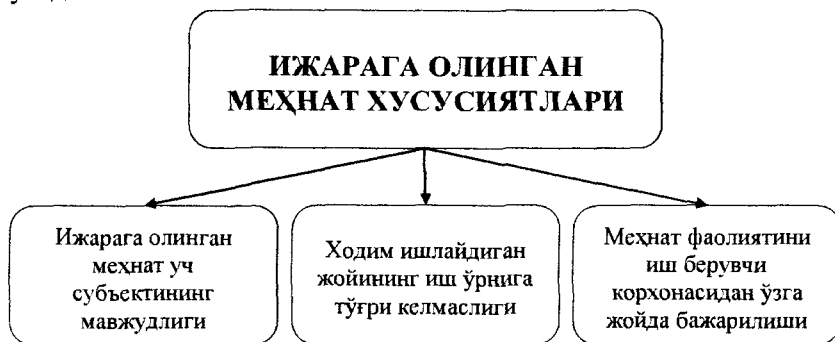 ИЖАРАГА ОЛИНГАН
МЕҲНАТ ХУСУСИЯТЛАРИ
Ижарага олинган
меҳнат уч
субъектининг
мавжудлиги
Ходим ишлайдиган
жойининг иш ўрнига
тўғри келмаслиги
Меҳнат фаолиятини
иш берувчи
корхонасидан ўзга
жойда бажарилиши